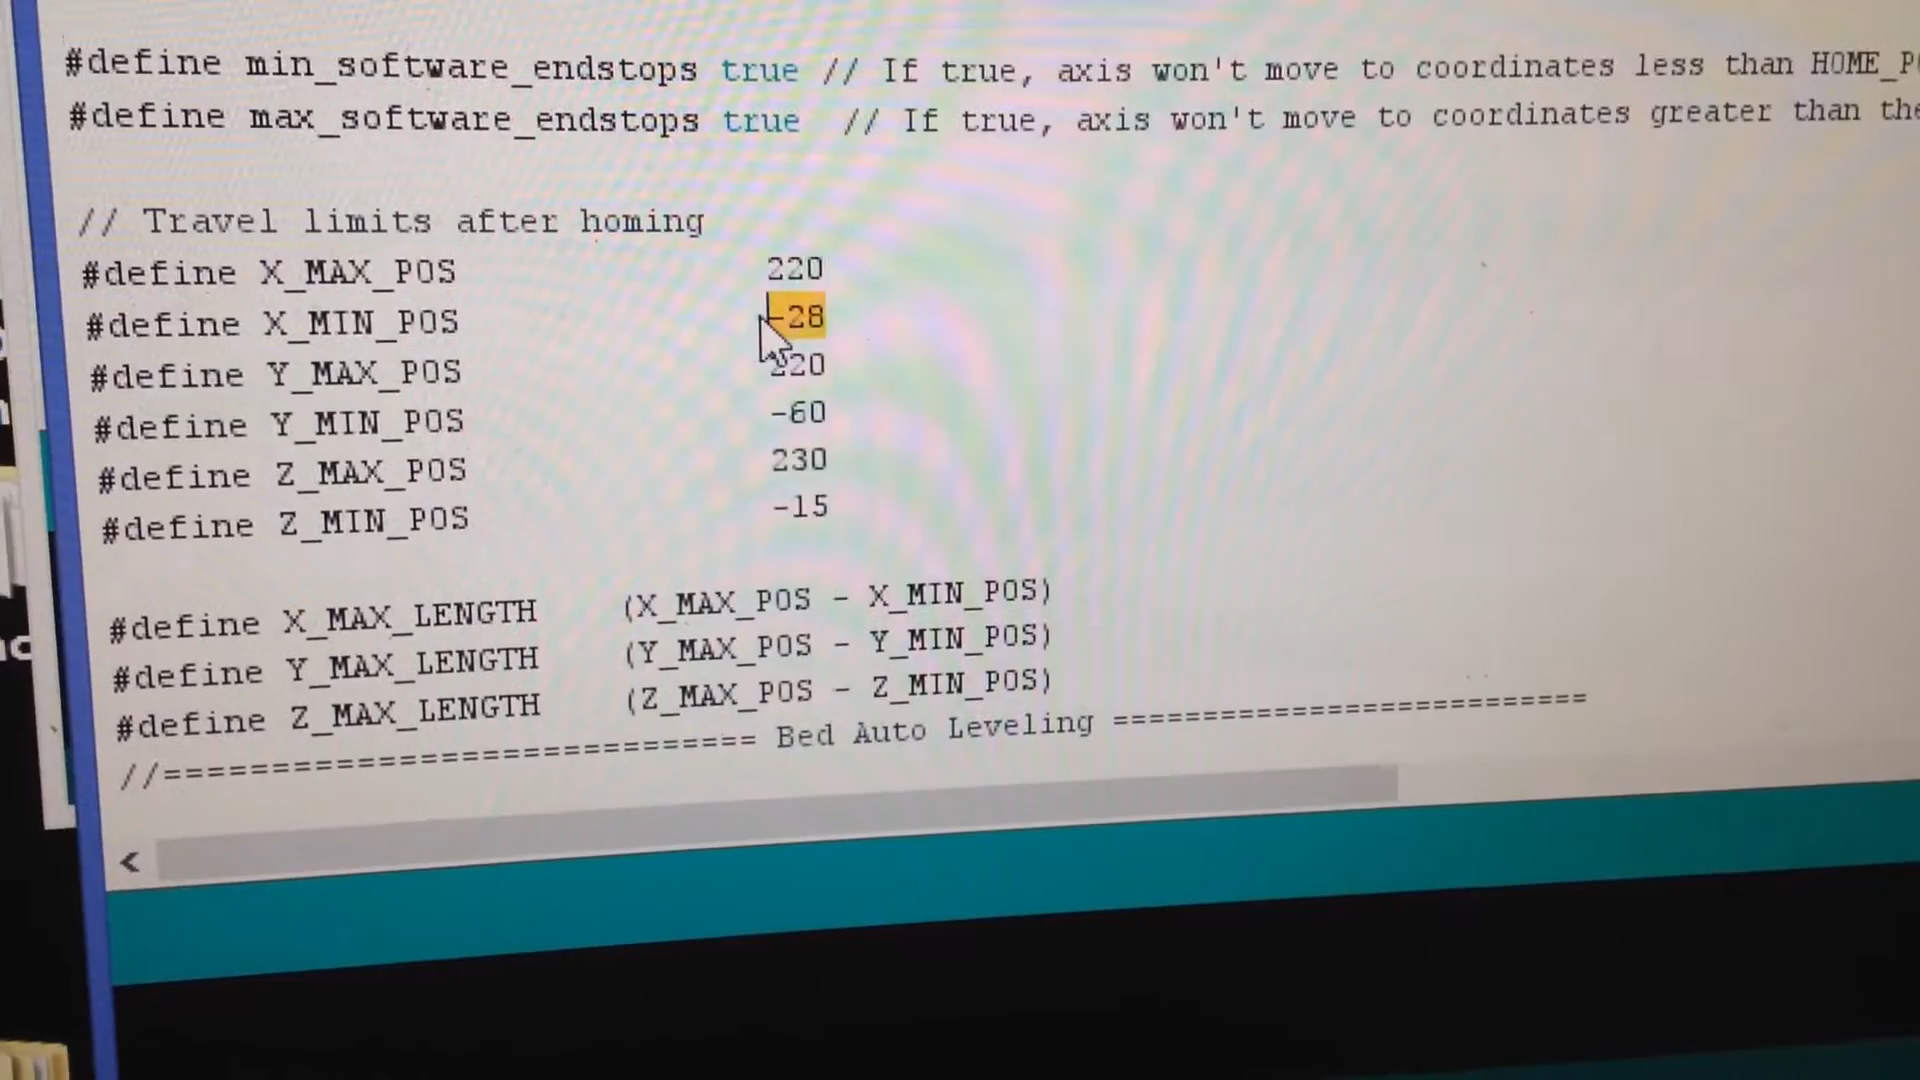 #define min_software_endstops true // If true, axis won't move to coordinates less than HOME_P
#define max_software_endstops true // If true, axis won't move to coordinates greater than the
// Travel limits after homing
#define X_MAX_POS 220
#define X_MIN_POS -28
#define Y_MAX_POS 220
#define Y_MIN_POS -60
#define Z_MAX_POS 230
#define Z_MIN_POS -15
#define X_MAX_LENGTH (X_MAX_POS - X_MIN_POS)
#define Y_MAX_LENGTH (Y_MAX_POS - Y_MIN_POS)
#define Z_MAX_LENGTH (Z_MAX_POS - Z_MIN_POS)
//============================ Bed Auto Leveling ===========================